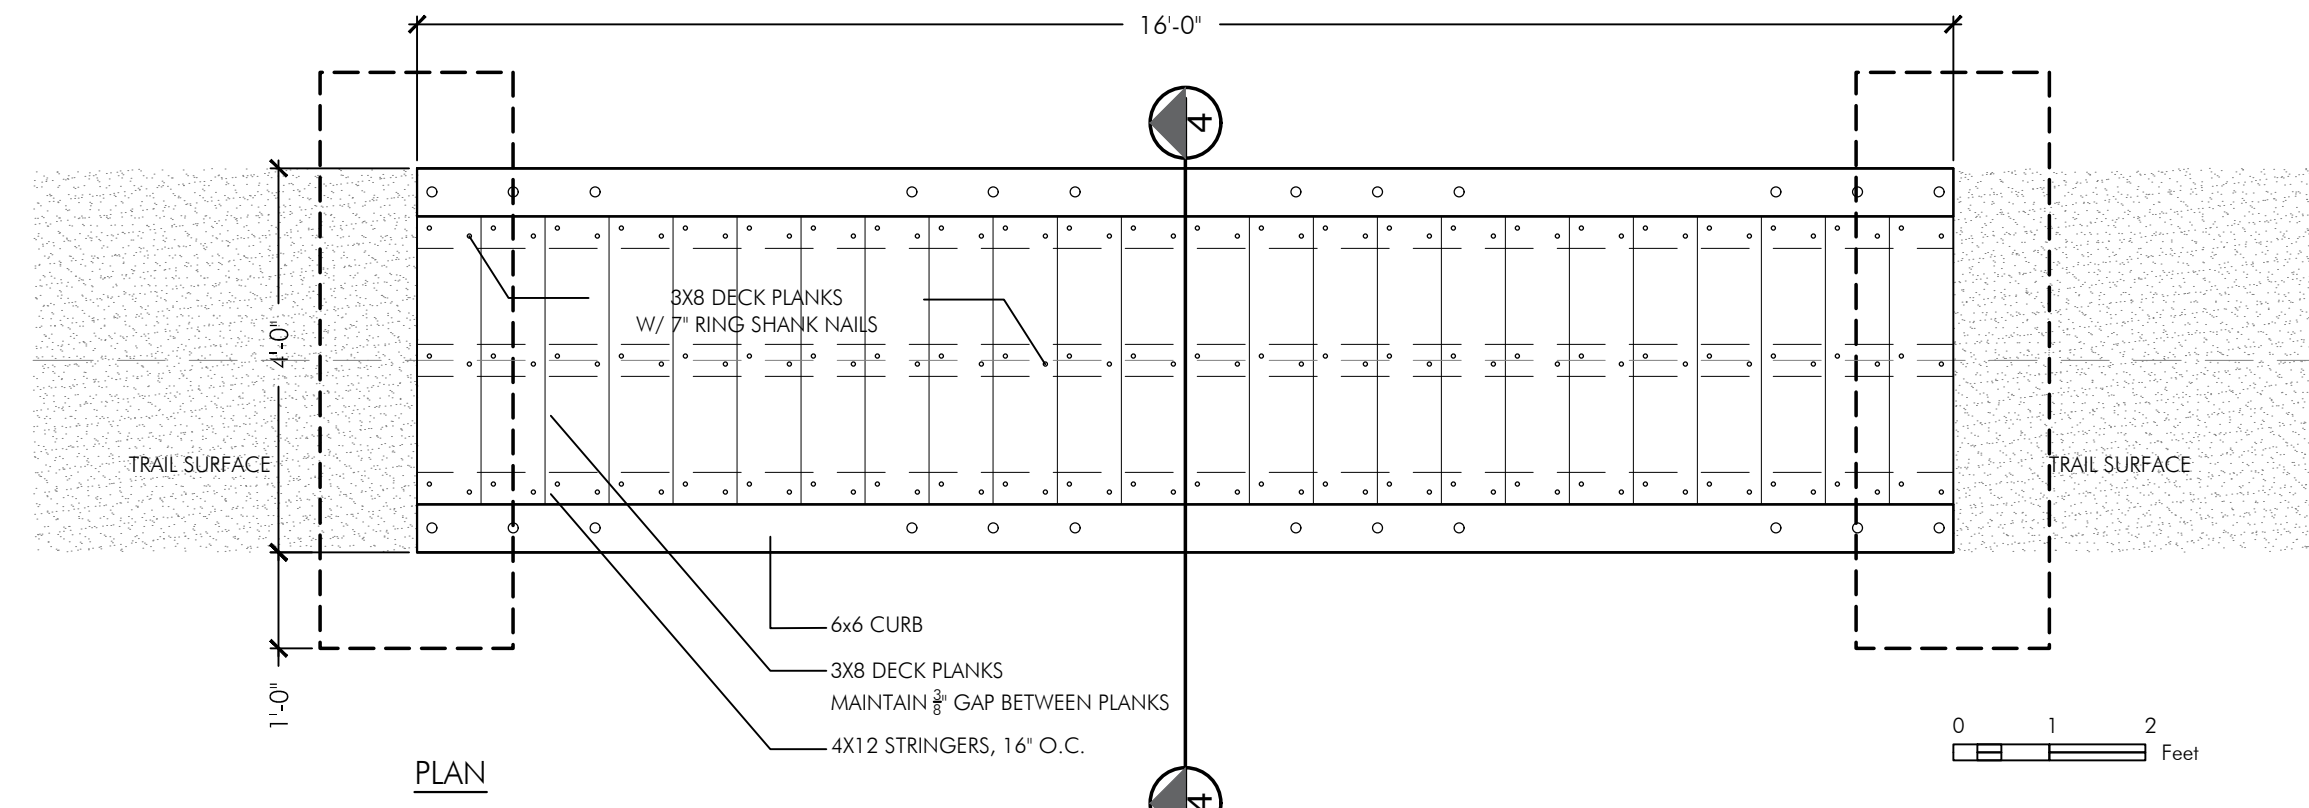 16'-0"
4
3X8 DECK PLANKS
W/ 7" RING SHANK NAILS
4'-0"
TRAIL SURFACE
TRAIL SURFACE
6x6 CURB
3X8 DECK PLANKS
MAINTAIN 3/8" GAP BETWEEN PLANKS
4X12 STRINGERS, 16" O.C.
1'-0"
PLAN
4
0 1 2
Feet